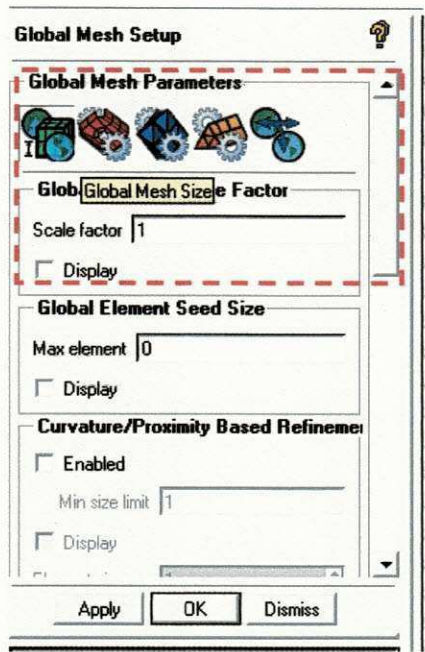 Global Mesh Setup
Global Mesh Parameters
Glob Global Mesh Size e Factor
Scale factor 1
Display
Global Element Seed Size
Max element 0
Display
Curvature/Proximity Based Refinemen
Enabled
Min size limit 1
Display
Apply OK Dismiss